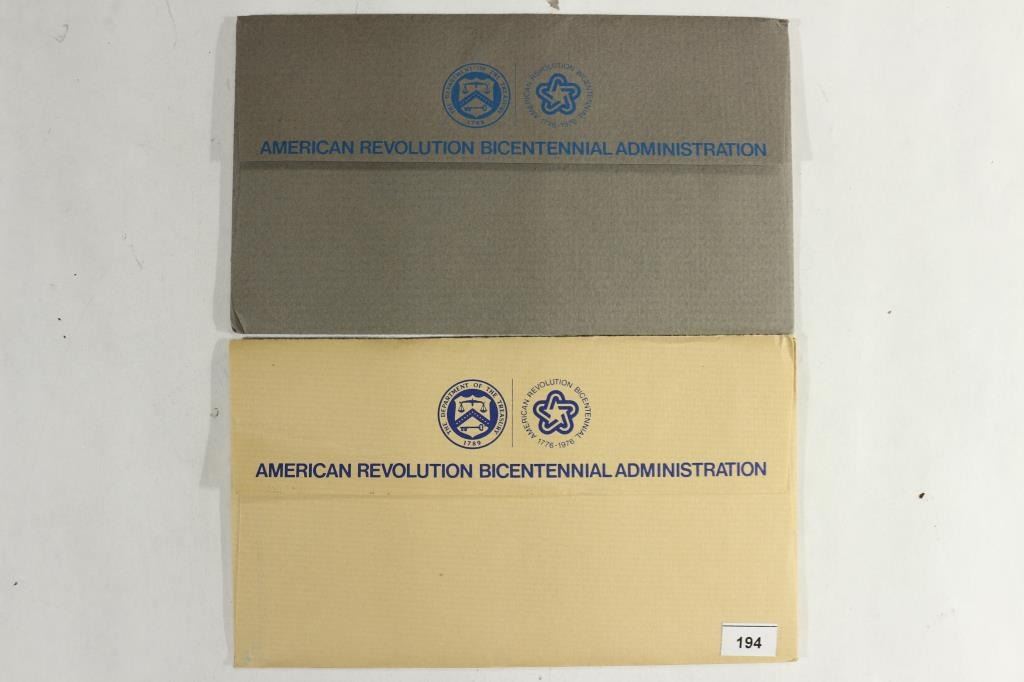 THE DEPARTMENT OF THE TREASURY
1789
AMERICAN REVOLUTION BICENTENNIAL
1776-1976
AMERICAN REVOLUTION BICENTENNIAL ADMINISTRATION
THE DEPARTMENT OF THE TREASURY
1789
AMERICAN REVOLUTION BICENTENNIAL
1776-1976
AMERICAN REVOLUTION BICENTENNIAL ADMINISTRATION
194